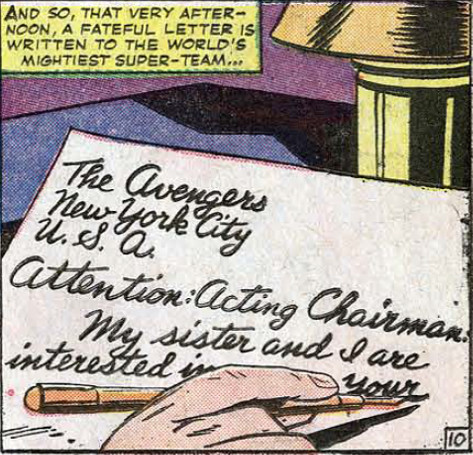 AND SO, THAT VERY AFTER-
NOON, A FATEFUL LETTER IS
WRITTEN TO THE WORLD'S
MIGHTIEST SUPER-TEAM...
The Avengers
New York City
U. S. A.
Attention: Acting Chairman.
My sister and I are
interested in your
10